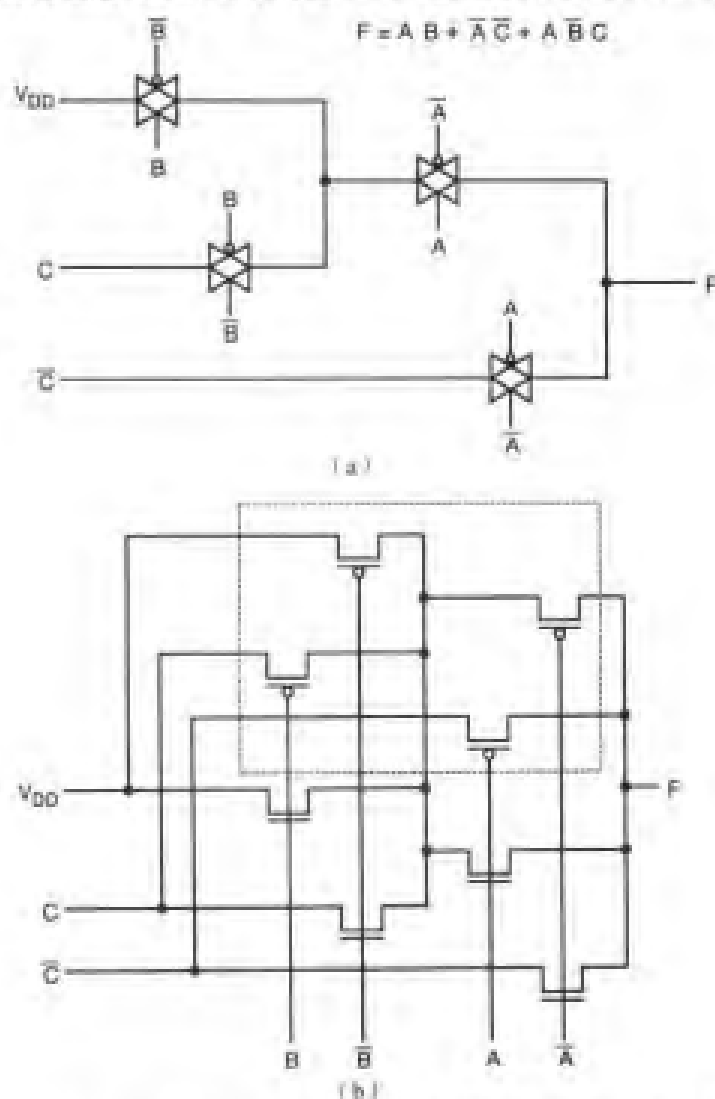 B̅
F = A B + A̅ C̅ + A B̅ C
V_DD
A̅
B
B
A
C
F
B̅
A
C̅
A̅
(a)
V_DD
F
C
C̅
B B̅ A A̅
(b)